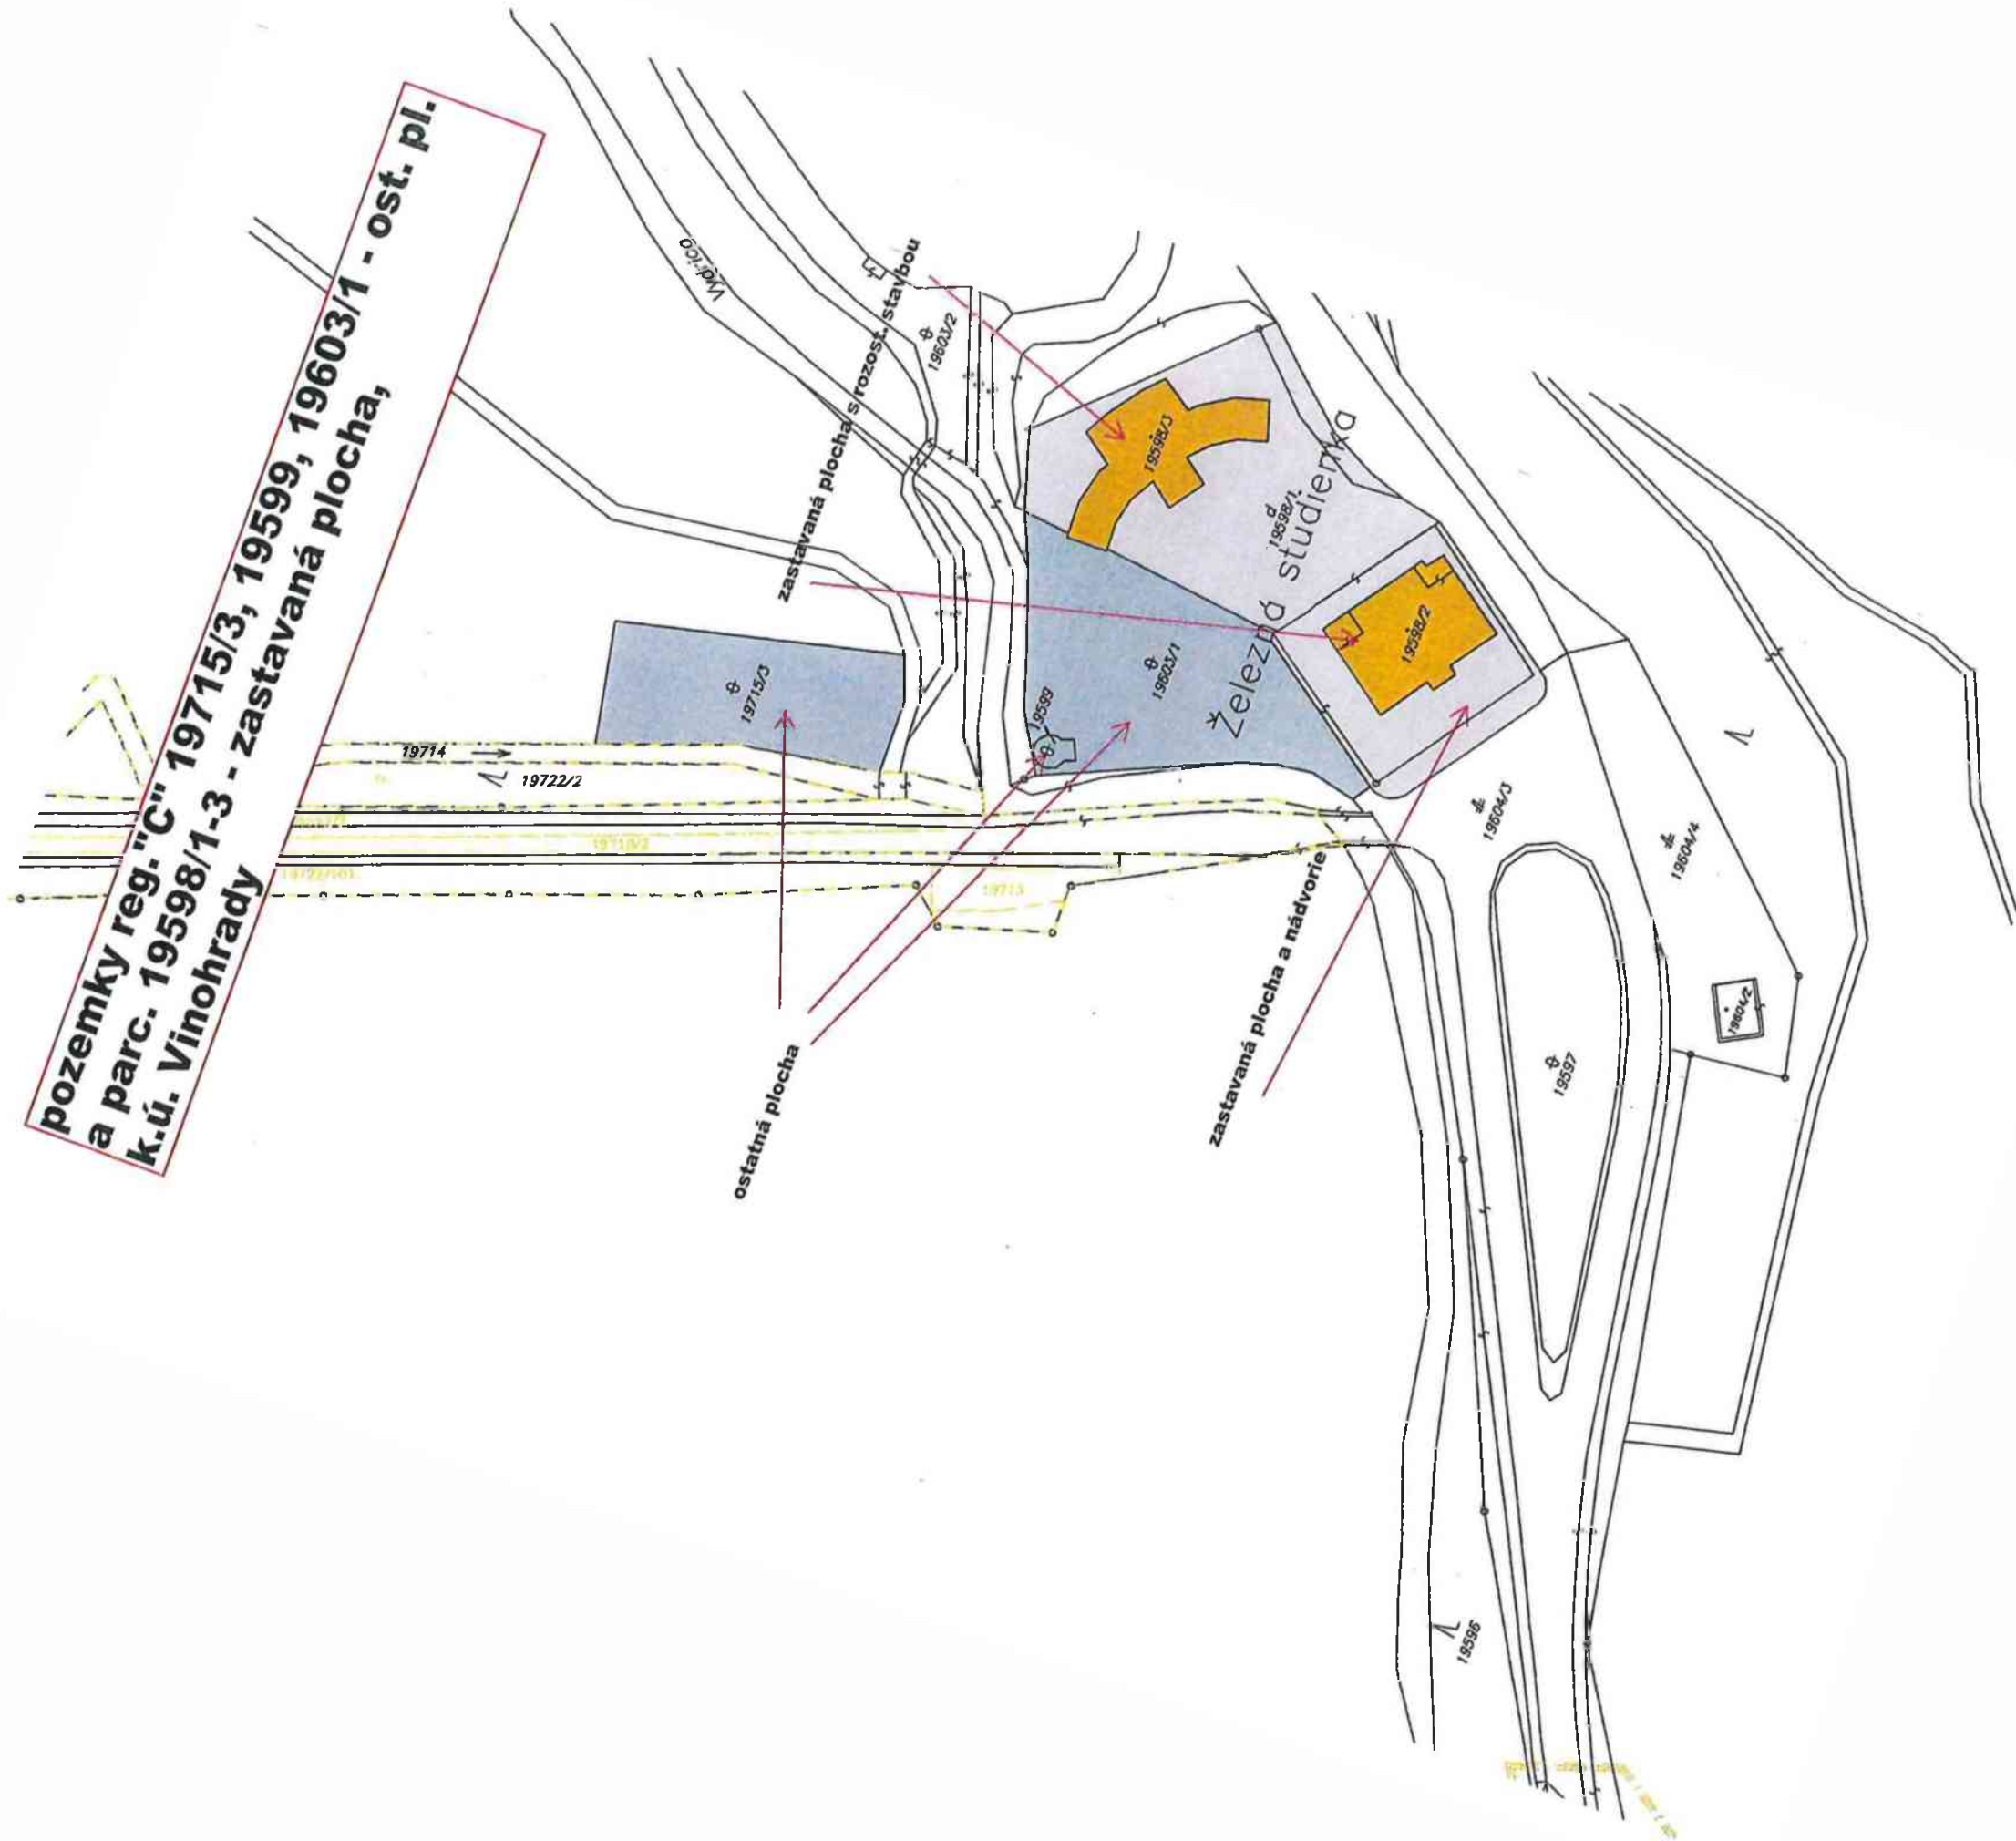 pozemky reg."C" 19715/3, 19599, 19603/1 - ost. pl.
a parc. 19598/1-3 - zastavaná plocha,
k.ú. Vinohrady
Vydrica
zastavaná plocha s rozost. stavbou
19603/2
19598/3
19598/1
Železná studienka
19598/2
19603/1
19599
19715/3
19714
19722/2
19713
ostatná plocha
zastavaná plocha a nádvorie
19604/3
19604/4
19604/2
19597
19596